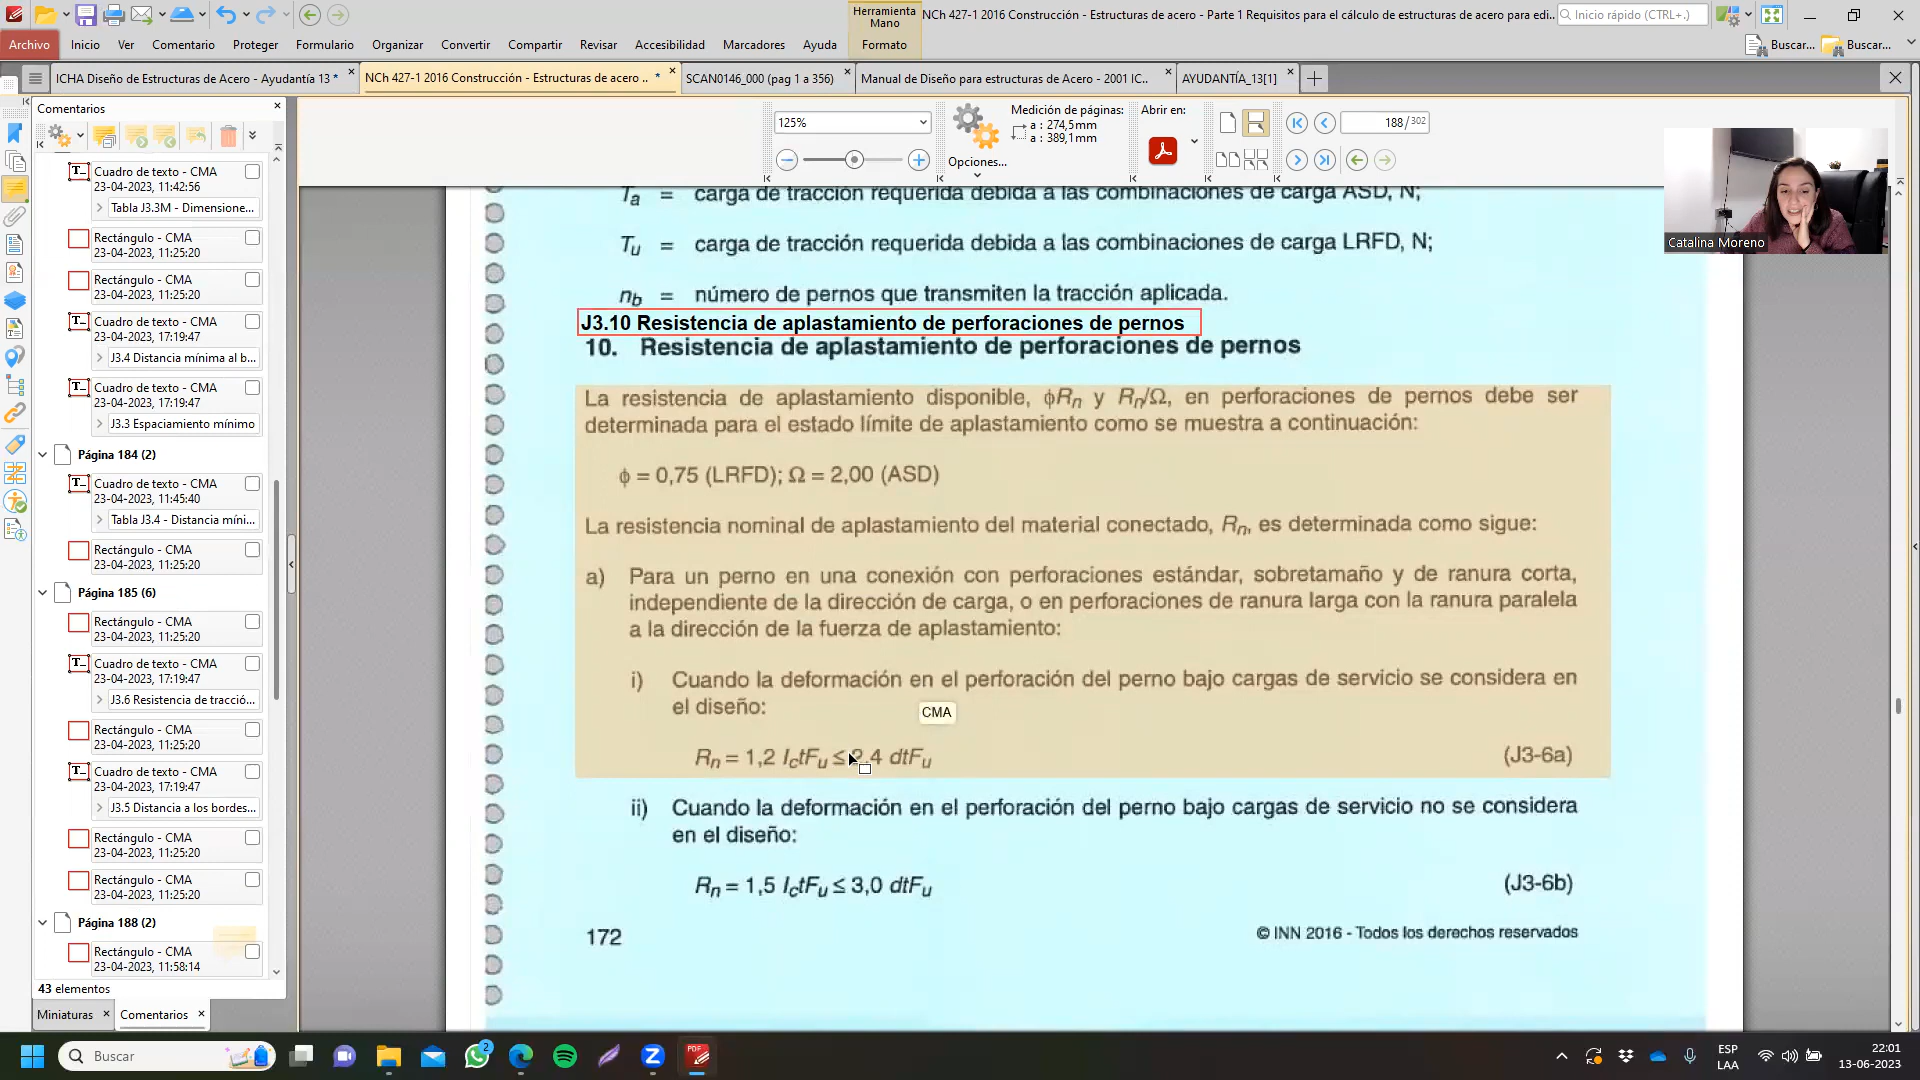 Herramienta
Mano
NCh 427-1 2016 Construcción - Estructuras de acero - Parte 1 Requisitos para el cálculo de estructuras de acero para edi..
Inicio rápido (CTRL+.)
Archivo
Inicio
Ver
Comentario
Proteger
Formulario
Organizar
Convertir
Compartir
Revisar
Accesibilidad
Marcadores
Ayuda
Formato
Buscar...
Buscar...
ICHA Diseño de Estructuras de Acero - Ayudantía 13 *
NCh 427-1 2016 Construcción - Estructuras de acero .. *
SCAN0146_000 (pag 1 a 356)
Manual de Diseño para estructuras de Acero - 2001 IC..
AYUDANTÍA_13[1]
Comentarios
125%
Opciones...
Medición de páginas:
a : 274,5mm
a : 389,1mm
Abrir en:
188 / 302
Catalina Moreno
Cuadro de texto - CMA
23-04-2023, 11:42:56
Tabla J3.3M - Dimensione...
Rectángulo - CMA
23-04-2023, 11:25:20
Rectángulo - CMA
23-04-2023, 11:25:20
Cuadro de texto - CMA
23-04-2023, 17:19:47
J3.4 Distancia mínima al b...
Cuadro de texto - CMA
23-04-2023, 17:19:47
J3.3 Espaciamiento mínimo
Página 184 (2)
Cuadro de texto - CMA
23-04-2023, 11:45:40
Tabla J3.4 - Distancia míni...
Rectángulo - CMA
23-04-2023, 11:25:20
Página 185 (6)
Rectángulo - CMA
23-04-2023, 11:25:20
Cuadro de texto - CMA
23-04-2023, 17:19:47
J3.6 Resistencia de tracció...
Rectángulo - CMA
23-04-2023, 11:25:20
Cuadro de texto - CMA
23-04-2023, 17:19:47
J3.5 Distancia a los bordes...
Rectángulo - CMA
23-04-2023, 11:25:20
Rectángulo - CMA
23-04-2023, 11:25:20
Página 188 (2)
Rectángulo - CMA
23-04-2023, 11:58:14
43 elementos
Miniaturas
Comentarios
Ta = carga de tracción requerida debida a las combinaciones de carga ASD, N;
Tu = carga de tracción requerida debida a las combinaciones de carga LRFD, N;
nb = número de pernos que transmiten la tracción aplicada.
J3.10 Resistencia de aplastamiento de perforaciones de pernos
10. Resistencia de aplastamiento de perforaciones de pernos
La resistencia de aplastamiento disponible, ϕRn y Rn/Ω, en perforaciones de pernos debe ser
determinada para el estado límite de aplastamiento como se muestra a continuación:
ϕ = 0,75 (LRFD); Ω = 2,00 (ASD)
La resistencia nominal de aplastamiento del material conectado, Rn, es determinada como sigue:
a) Para un perno en una conexión con perforaciones estándar, sobretamaño y de ranura corta,
independiente de la dirección de carga, o en perforaciones de ranura larga con la ranura paralela
a la dirección de la fuerza de aplastamiento:
i) Cuando la deformación en el perforación del perno bajo cargas de servicio se considera en
el diseño:
CMA
Rn = 1,2 lctFu ≤ 2,4 dtFu (J3-6a)
ii) Cuando la deformación en el perforación del perno bajo cargas de servicio no se considera
en el diseño:
Rn = 1,5 lctFu ≤ 3,0 dtFu (J3-6b)
172
© INN 2016 - Todos los derechos reservados
Buscar
2
PDF
ESP
LAA
22:01
13-06-2023